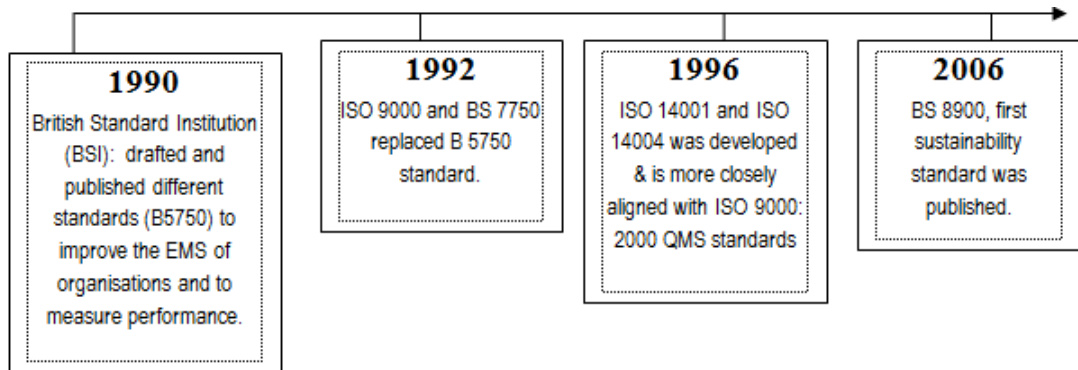 1990
British Standard Institution
(BSI): drafted and
published different
standards (B5750) to
improve the EMS of
organisations and to
measure performance.
1992
ISO 9000 and BS 7750
replaced B 5750
standard.
1996
ISO 14001 and ISO
14004 was developed
& is more closely
aligned with ISO 9000:
2000 QMS standards
2006
BS 8900, first
sustainability
standard was
published.